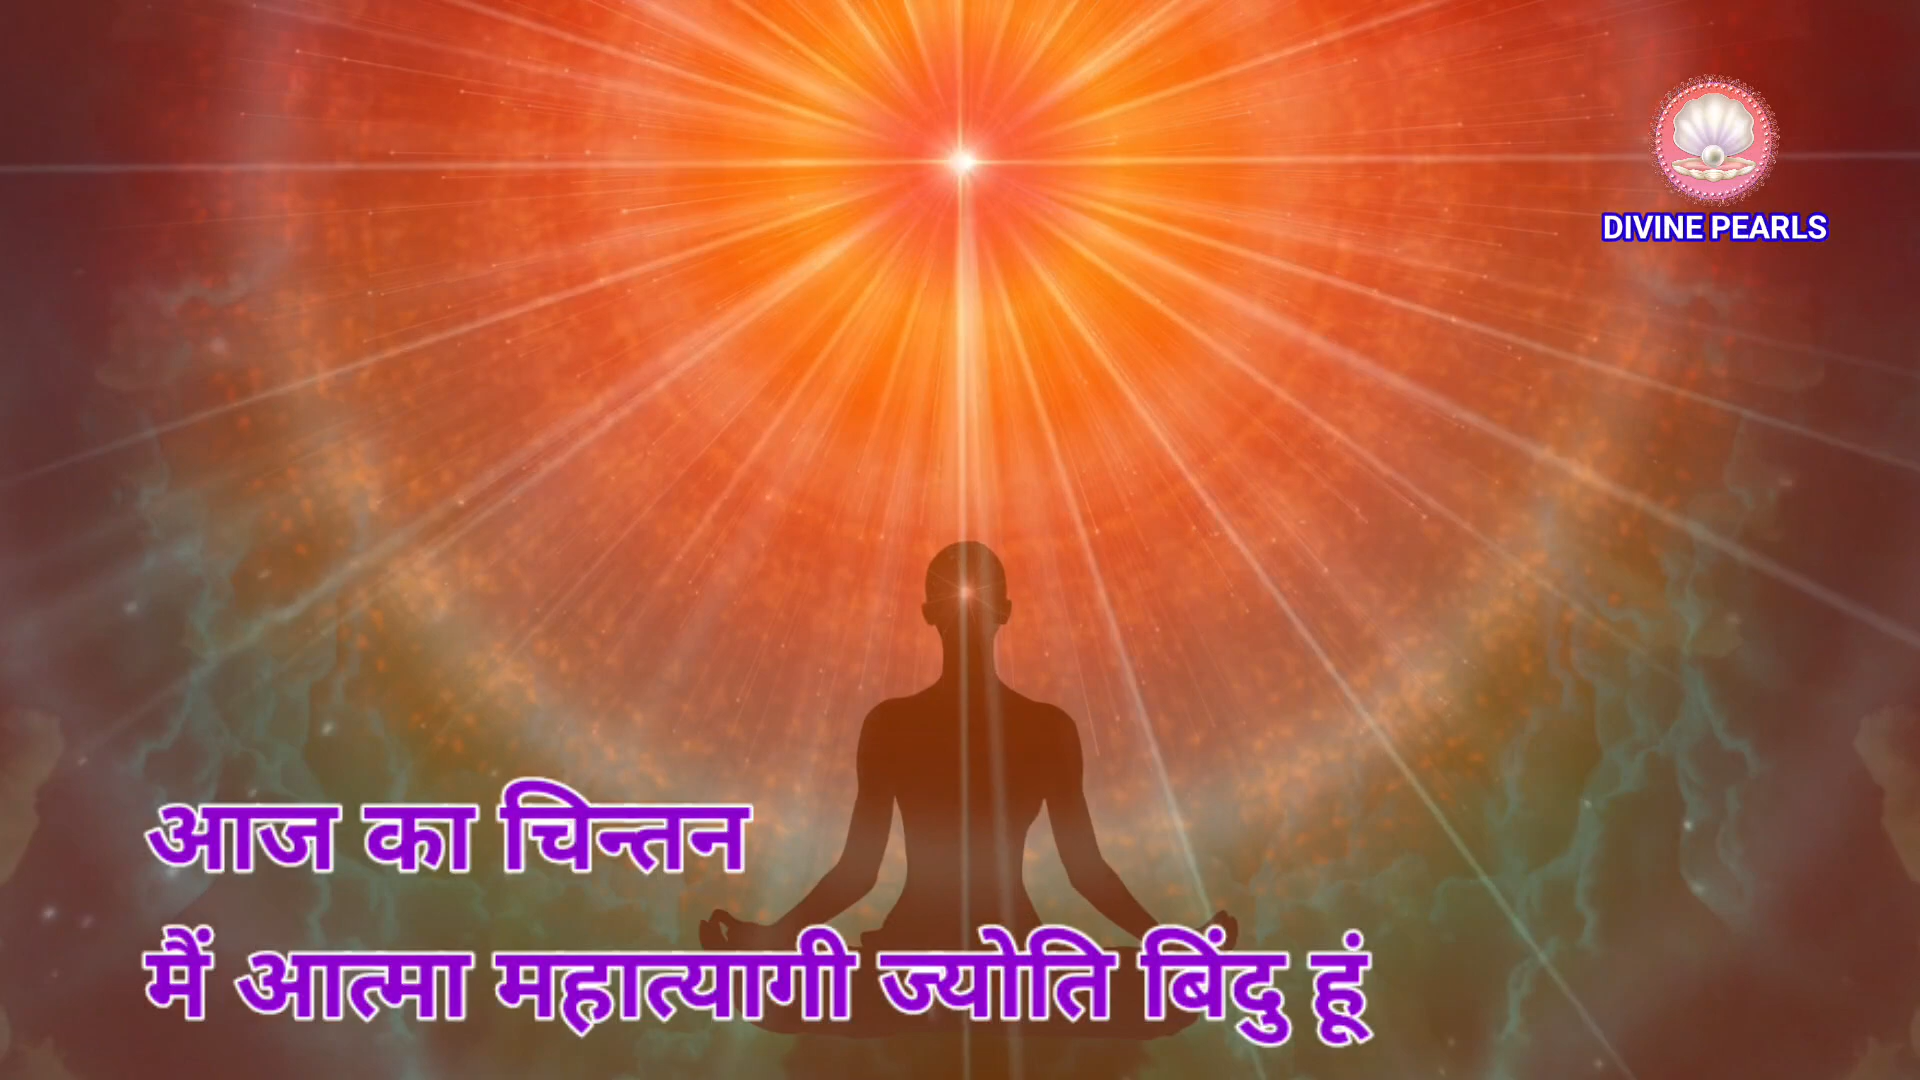 DIVINE PEARLS
आज का चिन्तन
मैं आत्मा महात्यागी ज्योति बिंदु हूं